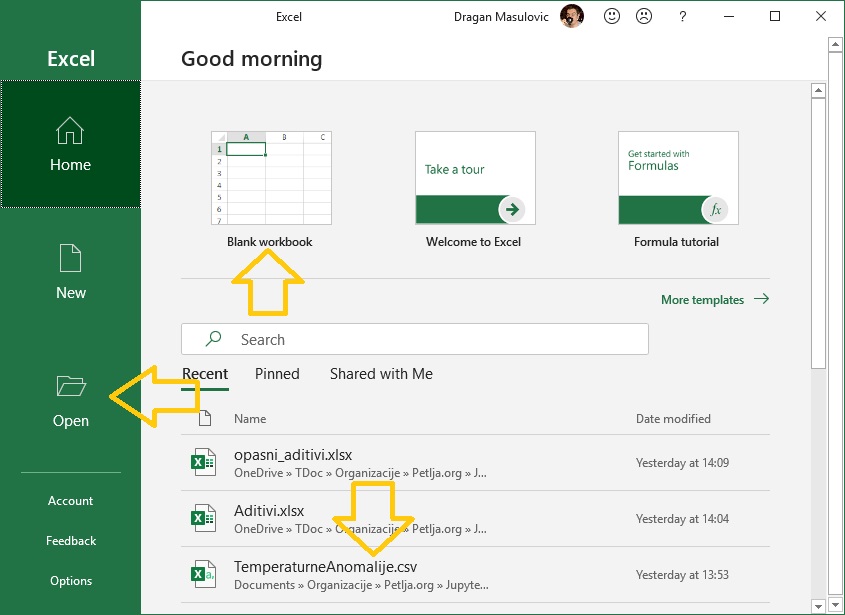 Excel
Dragan Masulovic
?
Excel
Good morning
Home
New
Open
Account
Feedback
Options
A B C
1
2
3
4
5
6
7
Blank workbook
Take a tour
Welcome to Excel
Get started with
Formulas
fx
Formula tutorial
More templates
Search
Recent Pinned Shared with Me
Name Date modified
opasni_aditivi.xlsx
OneDrive » TDoc » Organizacije » Petlja.org » J...
Yesterday at 14:09
Aditivi.xlsx
OneDrive » TDoc » Organizacije » Petlja.org » J...
Yesterday at 14:04
TemperaturneAnomalije.csv
Documents » Organizacije » Petlja.org » Jupyte...
Yesterday at 13:53